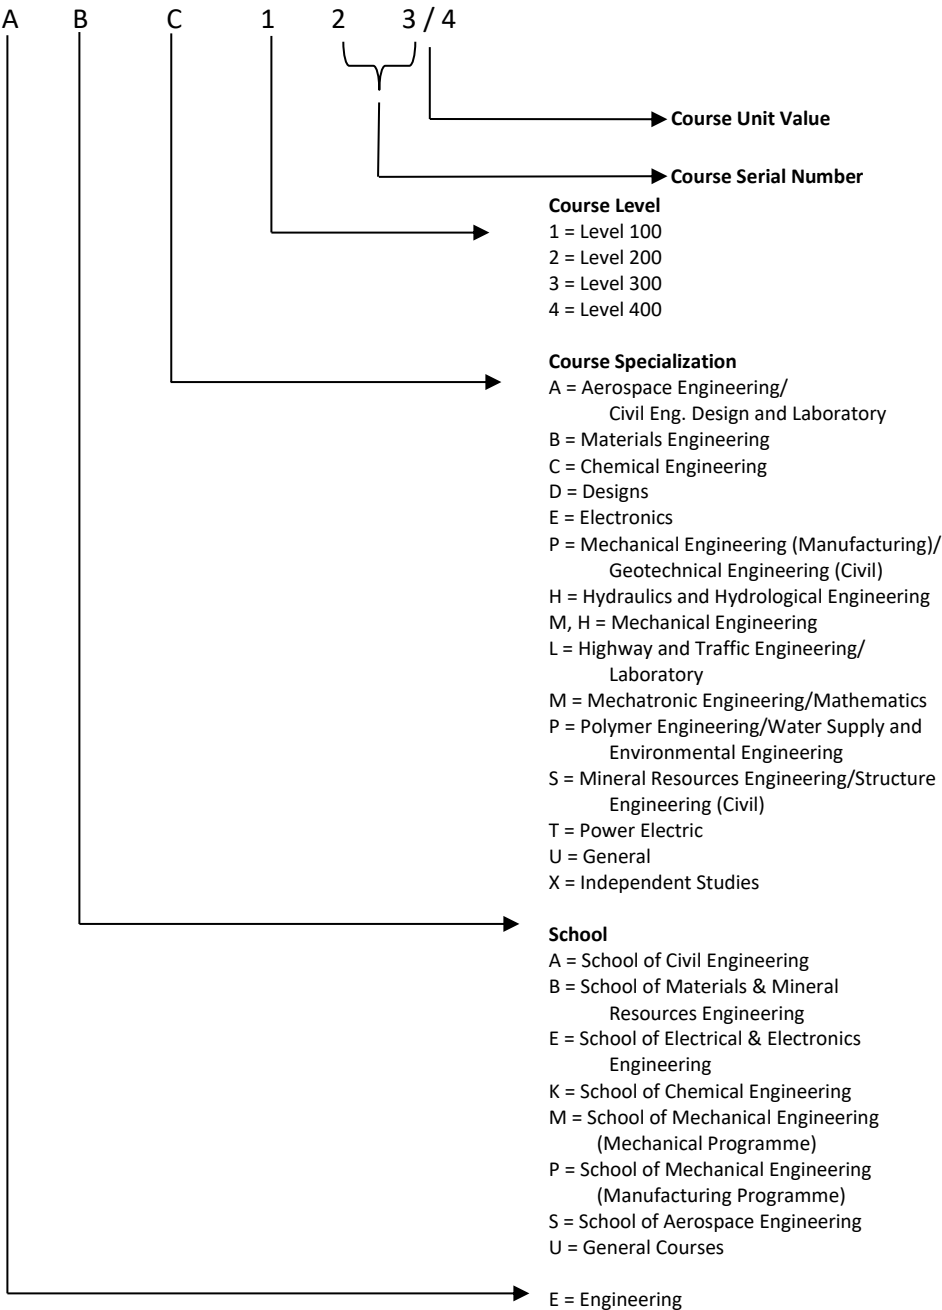 A B C 1 2 3 / 4
Course Unit Value
Course Serial Number
Course Level
1 = Level 100
2 = Level 200
3 = Level 300
4 = Level 400
Course Specialization
A = Aerospace Engineering/
Civil Eng. Design and Laboratory
B = Materials Engineering
C = Chemical Engineering
D = Designs
E = Electronics
P = Mechanical Engineering (Manufacturing)/
Geotechnical Engineering (Civil)
H = Hydraulics and Hydrological Engineering
M, H = Mechanical Engineering
L = Highway and Traffic Engineering/
Laboratory
M = Mechatronic Engineering/Mathematics
P = Polymer Engineering/Water Supply and
Environmental Engineering
S = Mineral Resources Engineering/Structure
Engineering (Civil)
T = Power Electric
U = General
X = Independent Studies
School
A = School of Civil Engineering
B = School of Materials & Mineral
Resources Engineering
E = School of Electrical & Electronics
Engineering
K = School of Chemical Engineering
M = School of Mechanical Engineering
(Mechanical Programme)
P = School of Mechanical Engineering
(Manufacturing Programme)
S = School of Aerospace Engineering
U = General Courses
E = Engineering